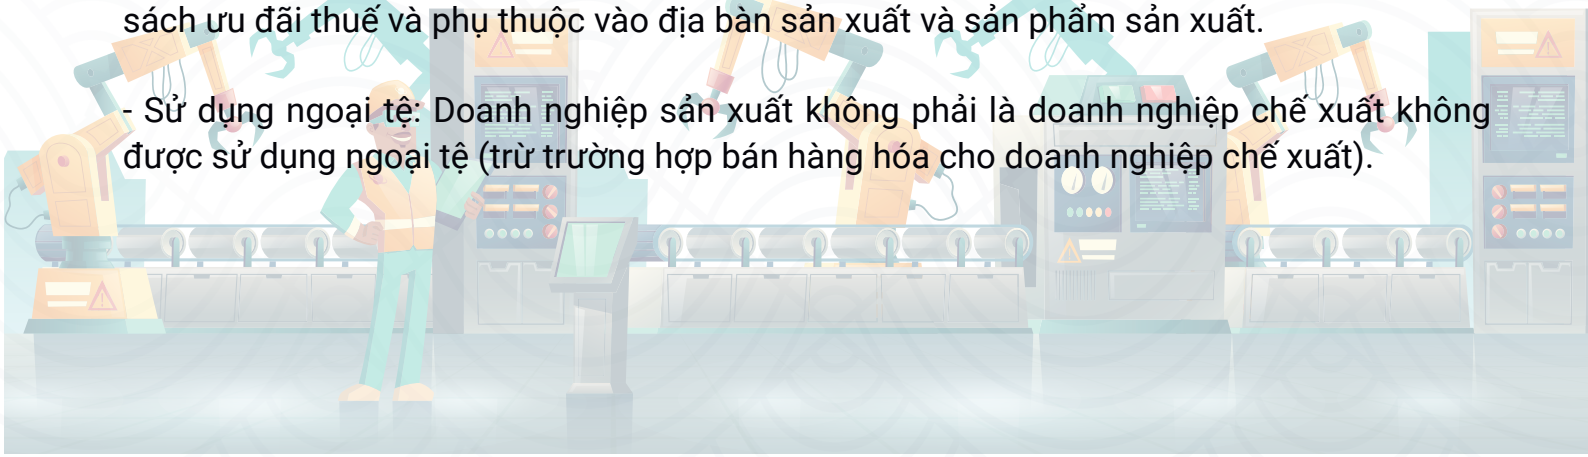 sách ưu đãi thuế và phụ thuộc vào địa bàn sản xuất và sản phẩm sản xuất.
- Sử dụng ngoại tệ: Doanh nghiệp sản xuất không phải là doanh nghiệp chế xuất không
được sử dụng ngoại tệ (trừ trường hợp bán hàng hóa cho doanh nghiệp chế xuất).